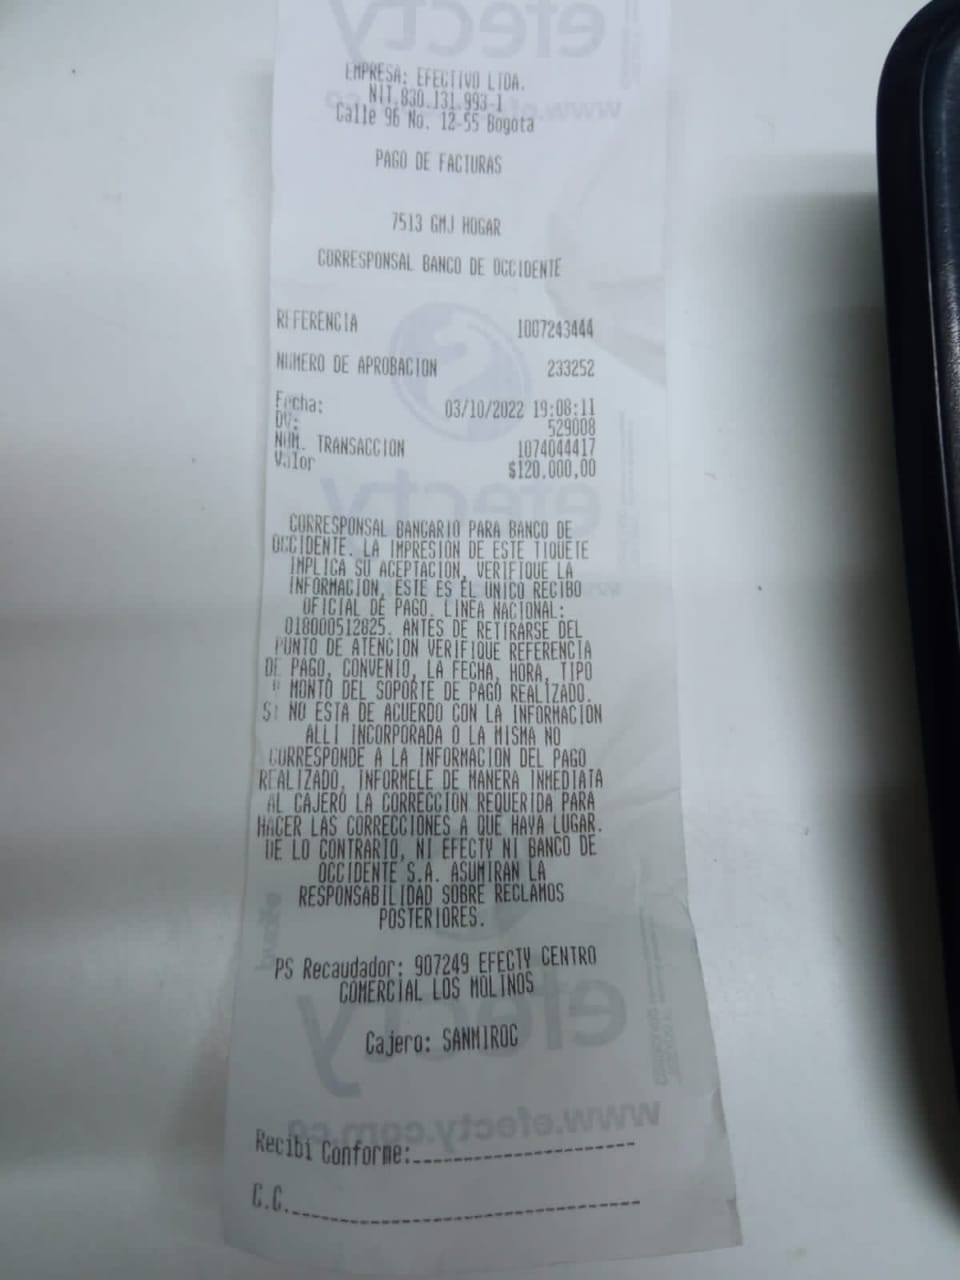 EMPRESA: EFECTIVO LTDA.
NIT.830.131.993-1
Calle 96 No. 12-55 Bogota
PAGO DE FACTURAS
7513 GMJ HOGAR
CORRESPONSAL BANCO DE OCCIDENTE
REFERENCIA 1007243444
NUMERO DE APROBACION 233252
Fecha: 03/10/2022 19:08:11
DV: 529008
NUM. TRANSACCION 1074044417
Valor $120.000,00
CORRESPONSAL BANCARIO PARA BANCO DE
OCCIDENTE. LA IMPRESION DE ESTE TIQUETE
IMPLICA SU ACEPTACION, VERIFIQUE LA
INFORMACION, ESTE ES EL UNICO RECIBO
OFICIAL DE PAGO. LINEA NACIONAL:
018000512825. ANTES DE RETIRARSE DEL
PUNTO DE ATENCION VERIFIQUE REFERENCIA
DE PAGO, CONVENIO, LA FECHA, HORA, TIPO
Y MONTO DEL SOPORTE DE PAGO REALIZADO.
SI NO ESTA DE ACUERDO CON LA INFORMACION
ALLI INCORPORADA O LA MISMA NO
CORRESPONDE A LA INFORMACION DEL PAGO
REALIZADO, INFORMELE DE MANERA INMEDIATA
AL CAJERO LA CORRECCION REQUERIDA PARA
HACER LAS CORRECCIONES A QUE HAYA LUGAR.
DE LO CONTRARIO, NI EFECTY NI BANCO DE
OCCIDENTE S.A. ASUMIRAN LA
RESPONSABILIDAD SOBRE RECLAMOS
POSTERIORES.
PS Recaudador: 907249 EFECTY CENTRO
COMERCIAL LOS MOLINOS
Cajero: SANMIROC
efecty
www.efecty.com.co
Recibi Conforme:
C.C.